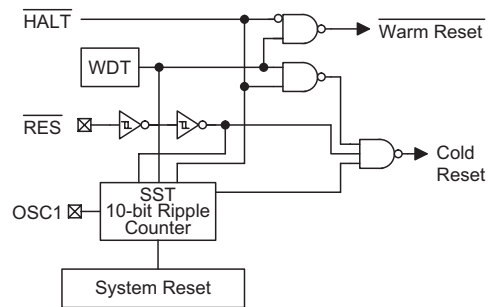 HALT
Warm Reset
WDT
RES
Cold
Reset
SST
10-bit Ripple
Counter
OSC1
System Reset